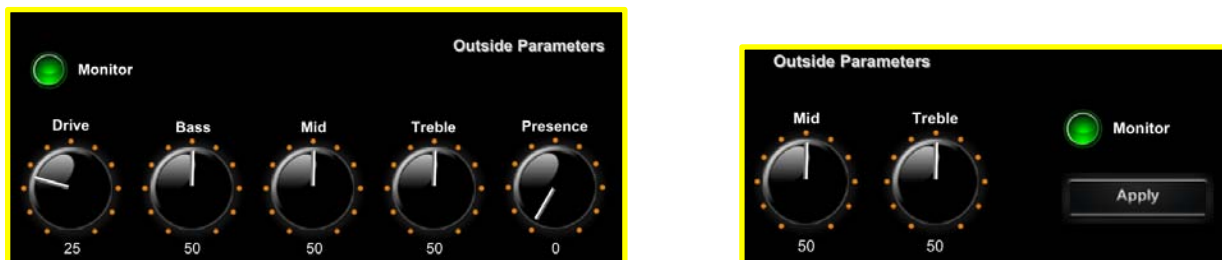 Outside Parameters
Monitor
Drive Bass Mid Treble Presence
25 50 50 50 0
Outside Parameters
Mid Treble
Monitor
Apply
50 50